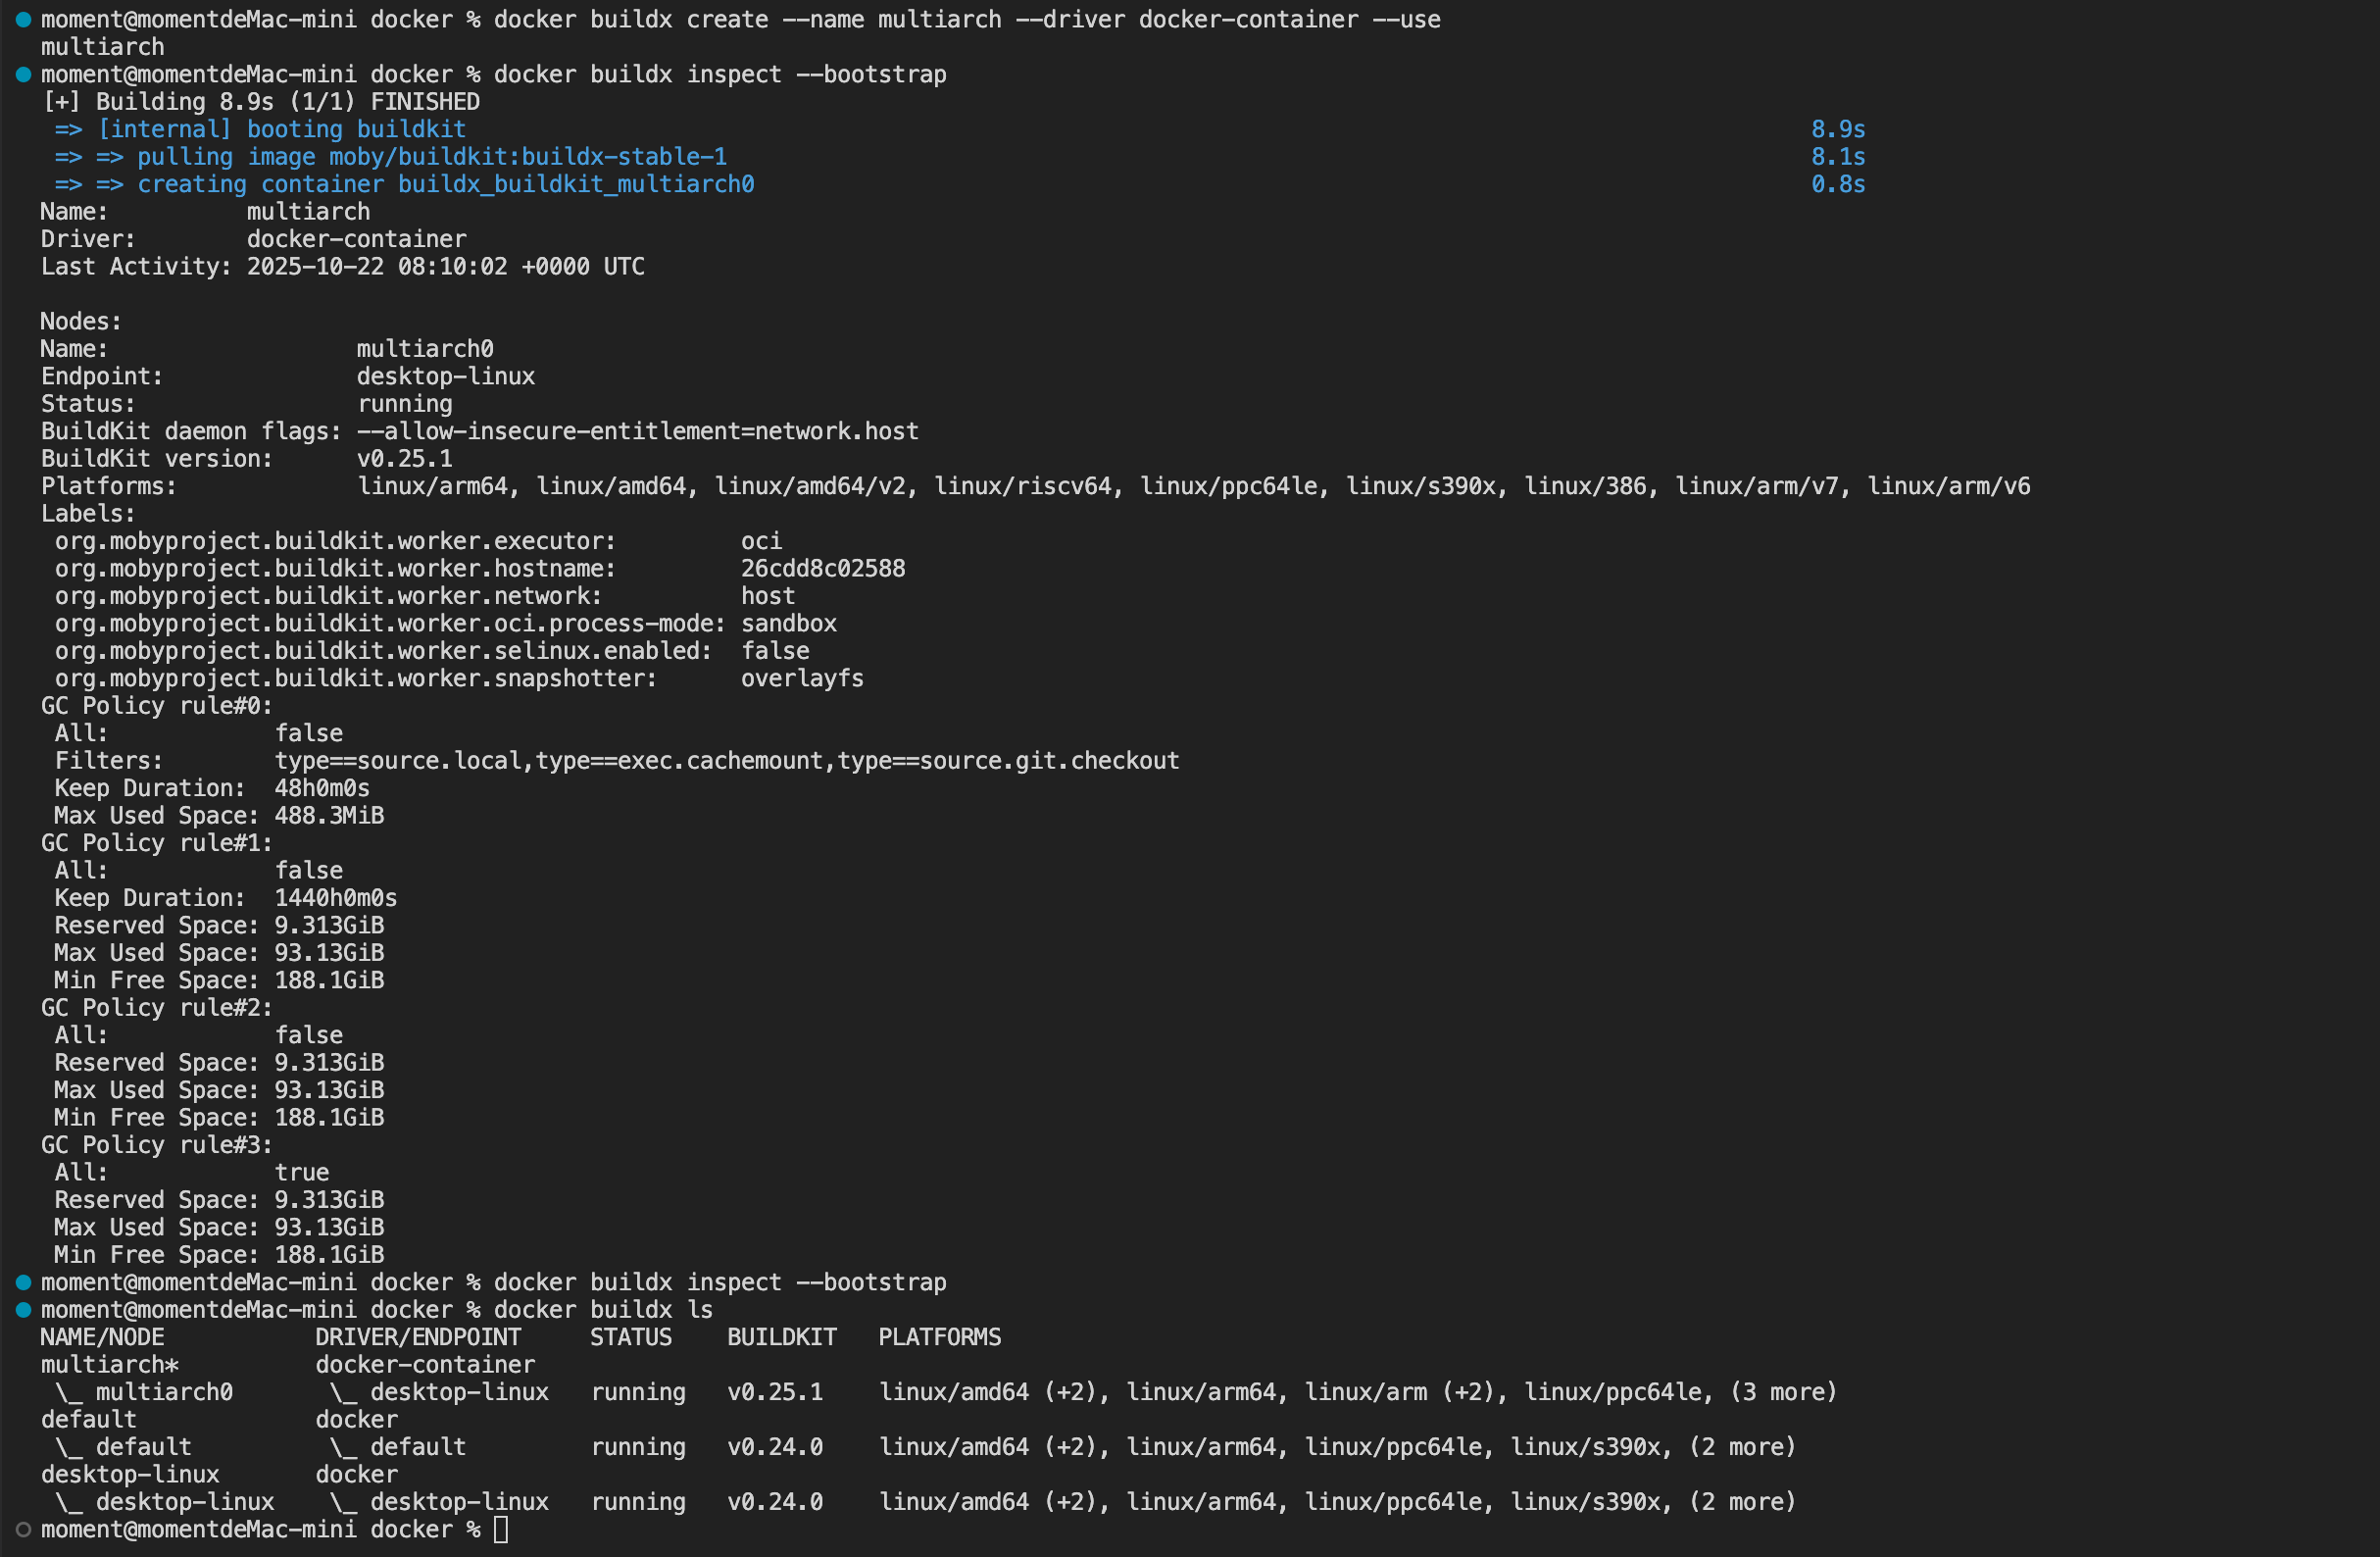 moment@momentdeMac-mini docker % docker buildx create --name multiarch --driver docker-container --use
multiarch
moment@momentdeMac-mini docker % docker buildx inspect --bootstrap
[+] Building 8.9s (1/1) FINISHED
=> [internal] booting buildkit 8.9s
=> => pulling image moby/buildkit:buildx-stable-1 8.1s
=> => creating container buildx_buildkit_multiarch0 0.8s
Name: multiarch
Driver: docker-container
Last Activity: 2025-10-22 08:10:02 +0000 UTC
Nodes:
Name: multiarch0
Endpoint: desktop-linux
Status: running
BuildKit daemon flags: --allow-insecure-entitlement=network.host
BuildKit version: v0.25.1
Platforms: linux/arm64, linux/amd64, linux/amd64/v2, linux/riscv64, linux/ppc64le, linux/s390x, linux/386, linux/arm/v7, linux/arm/v6
Labels:
org.mobyproject.buildkit.worker.executor: oci
org.mobyproject.buildkit.worker.hostname: 26cdd8c02588
org.mobyproject.buildkit.worker.network: host
org.mobyproject.buildkit.worker.oci.process-mode: sandbox
org.mobyproject.buildkit.worker.selinux.enabled: false
org.mobyproject.buildkit.worker.snapshotter: overlayfs
GC Policy rule#0:
All: false
Filters: type==source.local,type==exec.cachemount,type==source.git.checkout
Keep Duration: 48h0m0s
Max Used Space: 488.3MiB
GC Policy rule#1:
All: false
Keep Duration: 1440h0m0s
Reserved Space: 9.313GiB
Max Used Space: 93.13GiB
Min Free Space: 188.1GiB
GC Policy rule#2:
All: false
Reserved Space: 9.313GiB
Max Used Space: 93.13GiB
Min Free Space: 188.1GiB
GC Policy rule#3:
All: true
Reserved Space: 9.313GiB
Max Used Space: 93.13GiB
Min Free Space: 188.1GiB
moment@momentdeMac-mini docker % docker buildx inspect --bootstrap
moment@momentdeMac-mini docker % docker buildx ls
NAME/NODE DRIVER/ENDPOINT STATUS BUILDKIT PLATFORMS
multiarch* docker-container
\_ multiarch0 \_ desktop-linux running v0.25.1 linux/amd64 (+2), linux/arm64, linux/arm (+2), linux/ppc64le, (3 more)
default docker
\_ default \_ default running v0.24.0 linux/amd64 (+2), linux/arm64, linux/ppc64le, linux/s390x, (2 more)
desktop-linux docker
\_ desktop-linux \_ desktop-linux running v0.24.0 linux/amd64 (+2), linux/arm64, linux/ppc64le, linux/s390x, (2 more)
moment@momentdeMac-mini docker %